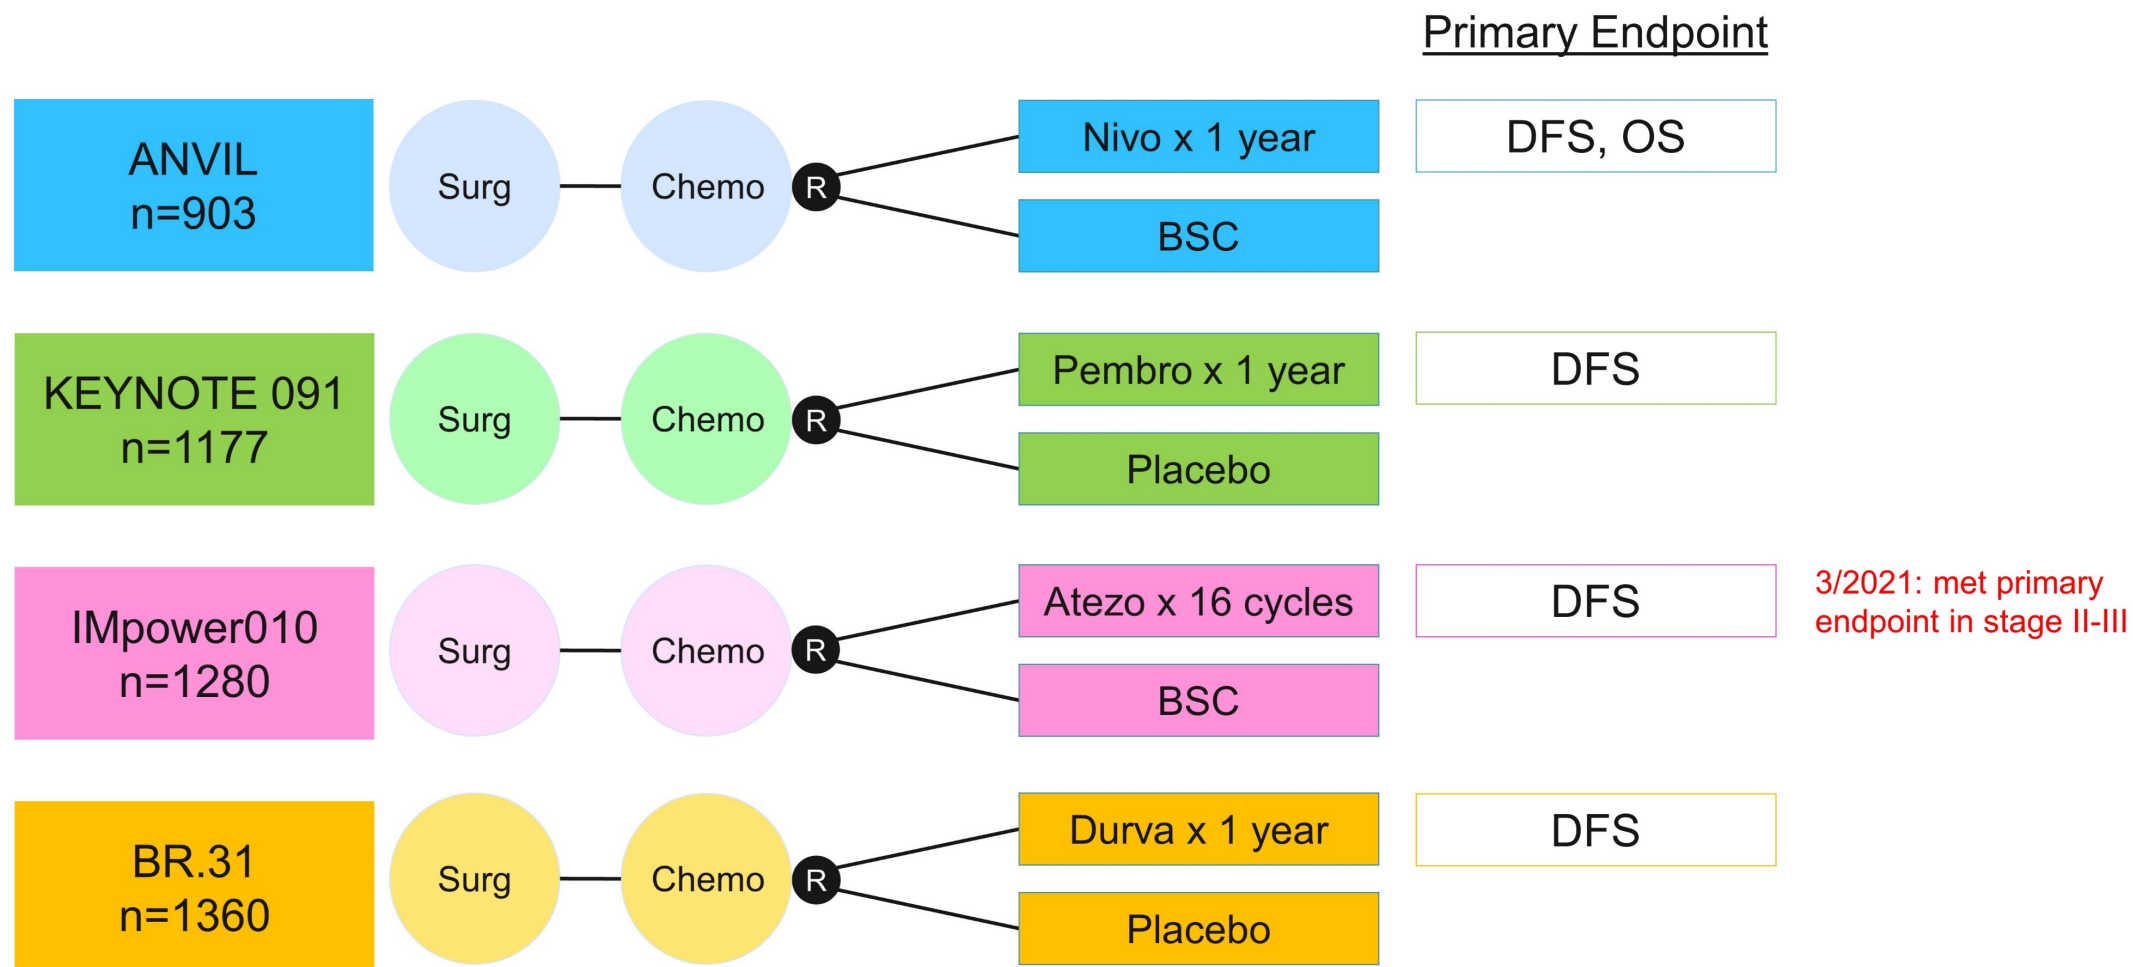 Primary Endpoint
ANVIL
n=903
Surg
Chemo
R
Nivo x 1 year
BSC
DFS, OS
KEYNOTE 091
n=1177
Surg
Chemo
R
Pembro x 1 year
Placebo
DFS
IMpower010
n=1280
Surg
Chemo
R
Atezo x 16 cycles
BSC
DFS
3/2021: met primary
endpoint in stage II-III
BR.31
n=1360
Surg
Chemo
R
Durva x 1 year
Placebo
DFS